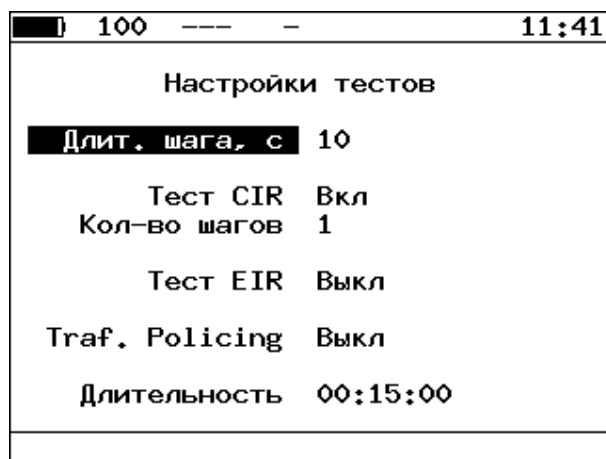 100 --- - 11:41
Настройки тестов
Длит. шага, с 10
Тест CIR Вкл
Кол-во шагов 1
Тест EIR Выкл
Traf. Policing Выкл
Длительность 00:15:00